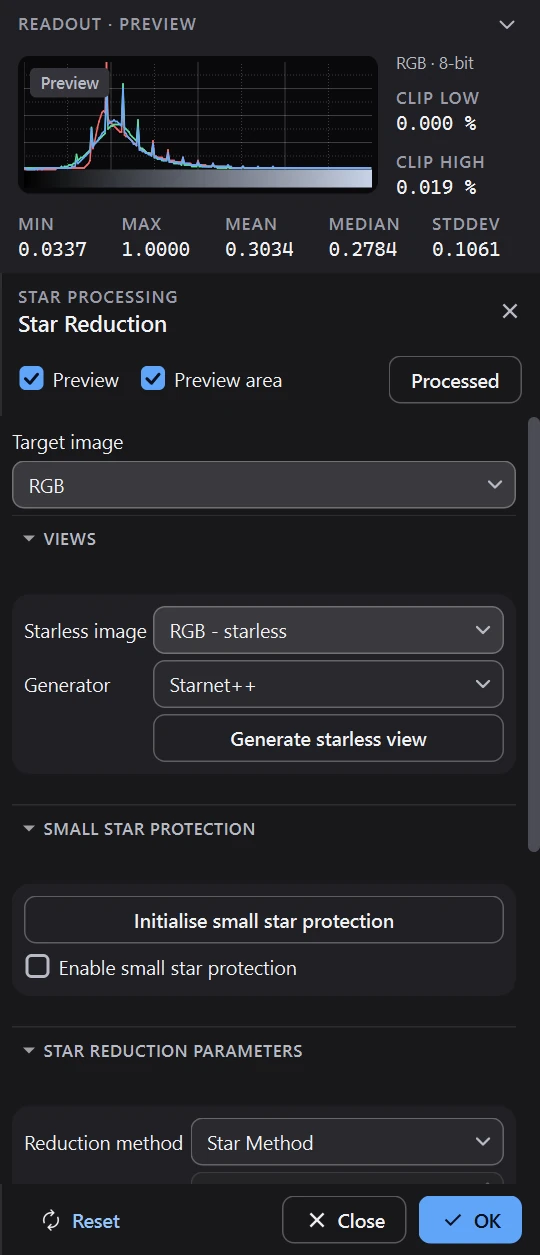 READOUT · PREVIEW
Preview
RGB · 8-bit
CLIP LOW
0.000 %
CLIP HIGH
0.019 %
MIN MAX MEAN MEDIAN STDDEV
0.0337 1.0000 0.3034 0.2784 0.1061
STAR PROCESSING
Star Reduction
Preview Preview area Processed
Target image
RGB
VIEWS
Starless image RGB - starless
Generator Starnet++
Generate starless view
SMALL STAR PROTECTION
Initialise small star protection
Enable small star protection
STAR REDUCTION PARAMETERS
Reduction method Star Method
Reset Close OK